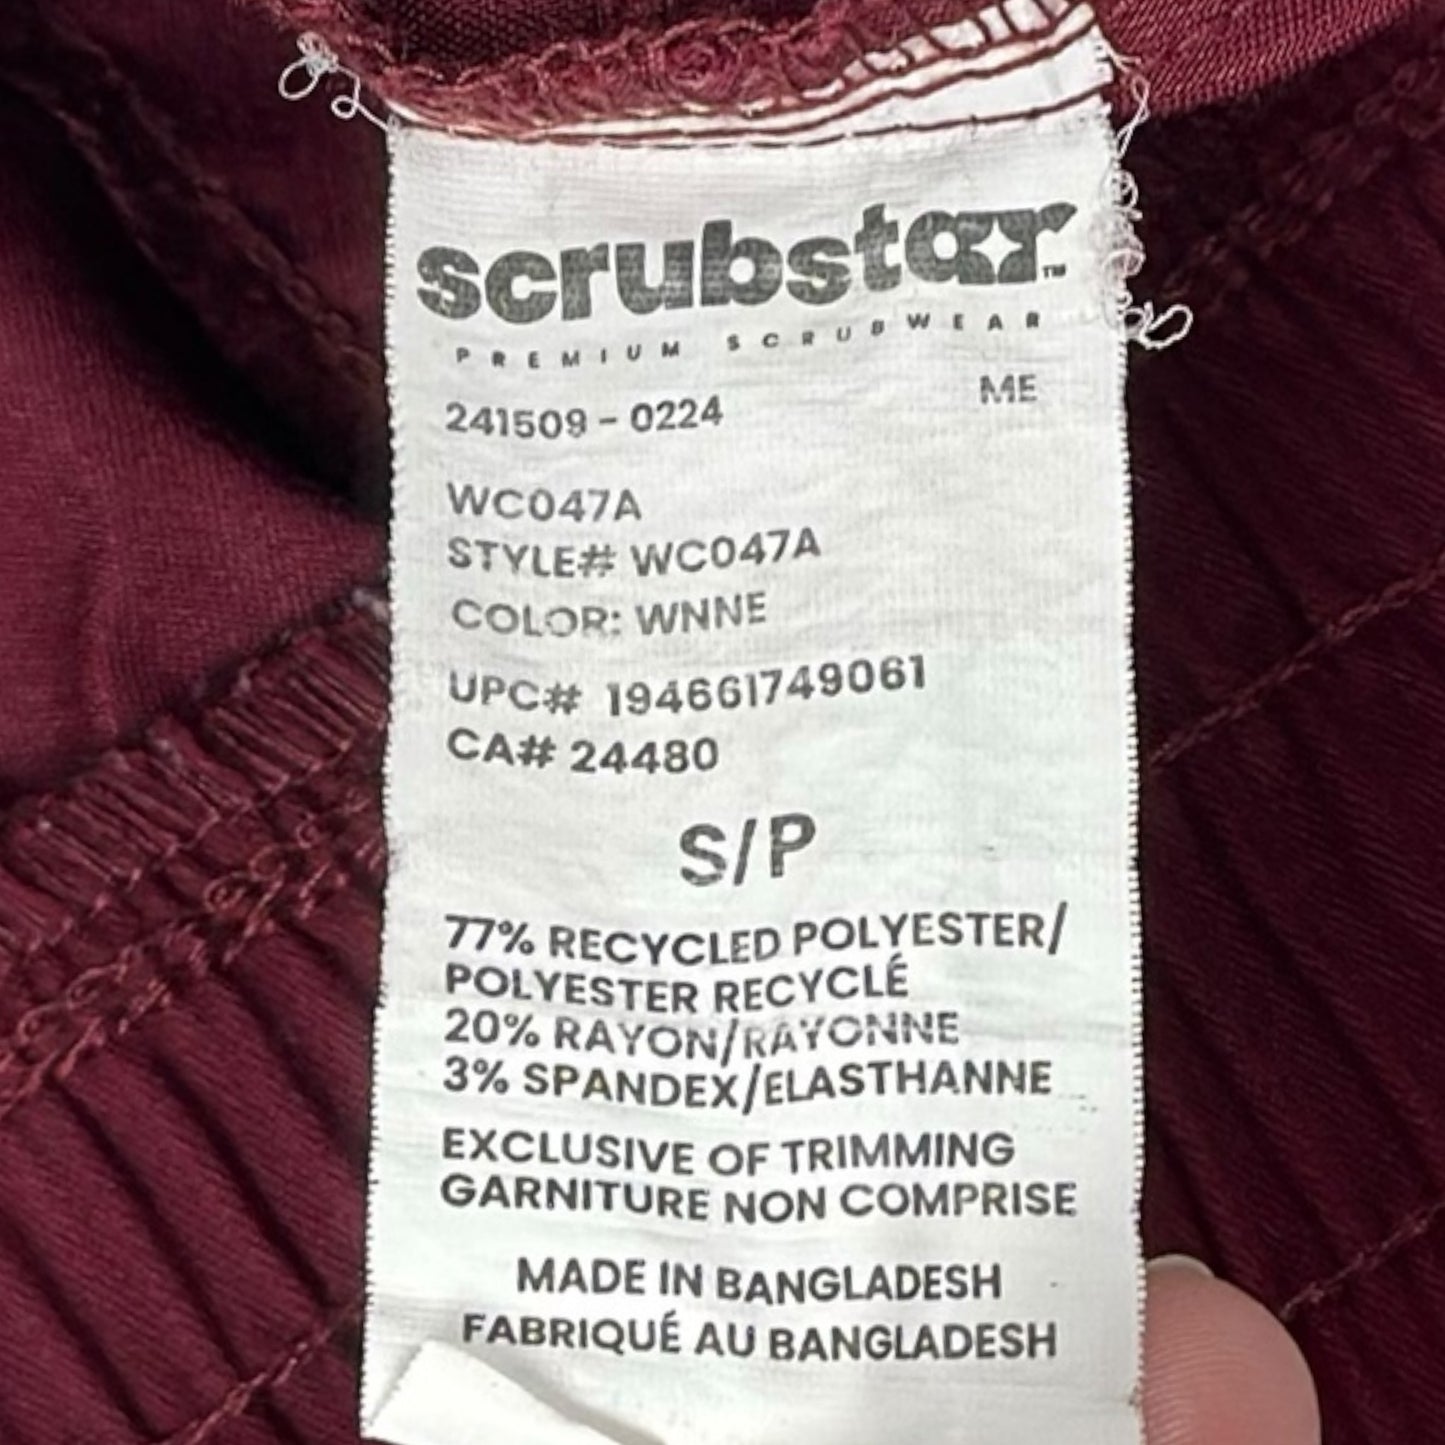 scrubstar™
PREMIUM SCRUBWEAR
ME
241509 - 0224
WC047A
STYLE# WC047A
COLOR: WNNE
UPC# 194661749061
CA# 24480
S/P
77% RECYCLED POLYESTER/
POLYESTER RECYCLÉ
20% RAYON/RAYONNE
3% SPANDEX/ELASTHANNE
EXCLUSIVE OF TRIMMING
GARNITURE NON COMPRISE
MADE IN BANGLADESH
FABRIQUÉ AU BANGLADESH